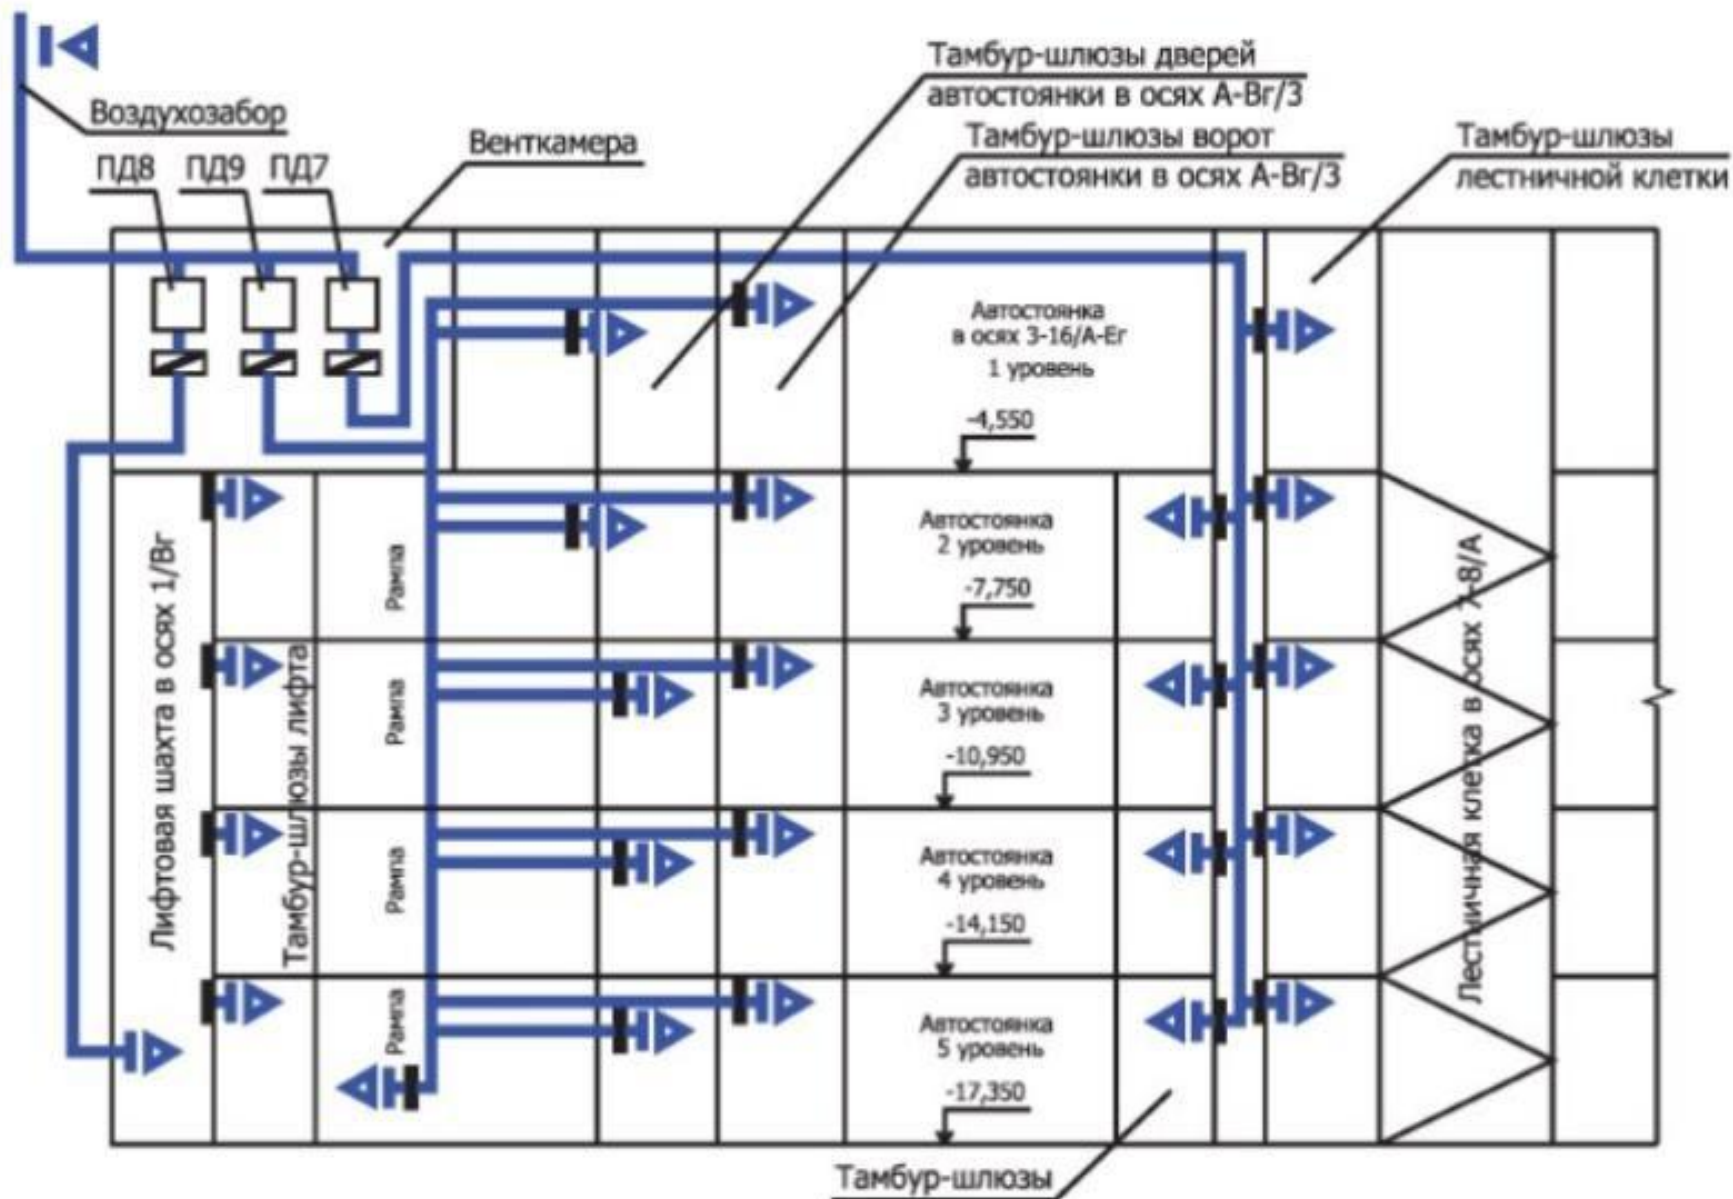 Тамбур-шлюзы дверей
автостоянки в осях А-Вг/3
Воздухозабор
Венткамера
Тамбур-шлюзы ворот
автостоянки в осях А-Вг/3
Тамбур-шлюзы
лестничной клетки
ПД8
ПД9
ПД7
Автостоянка
в осях 3-16/А-Ег
1 уровень
-4,550
Лифтовая шахта в осях 1/Вг
Тамбур-шлюзы лифта
Рампа
Автостоянка
2 уровень
-7,750
Лестничная клетка в осях 7-8/А
Рампа
Автостоянка
3 уровень
-10,950
Рампа
Автостоянка
4 уровень
-14,150
Рампа
Автостоянка
5 уровень
-17,350
Тамбур-шлюзы